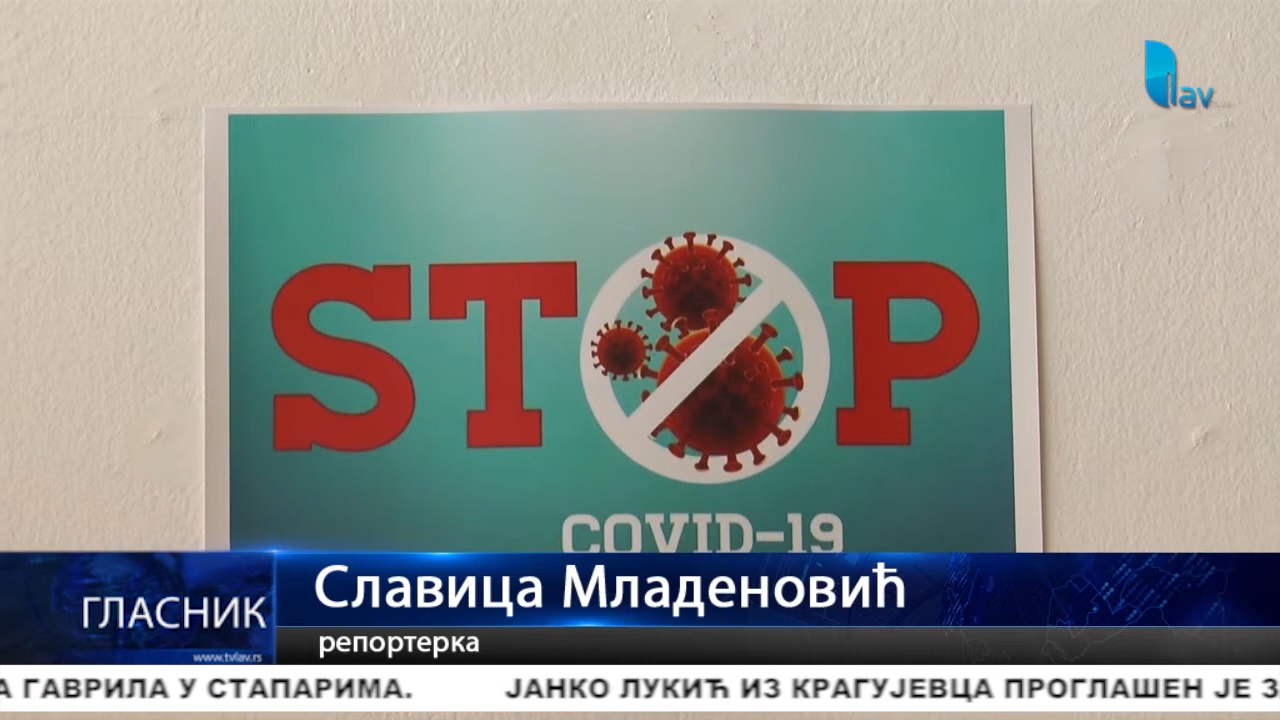 lav
STOP
COVID-19
Славица Младеновић
ГЛАСНИК
репортерка
www.tvlav.rs
А ГАВРИЛА У СТАПАРИМА. ЈАНКО ЛУКИЋ ИЗ КРАГУЈЕВЦА ПРОГЛАШЕН ЈЕ З